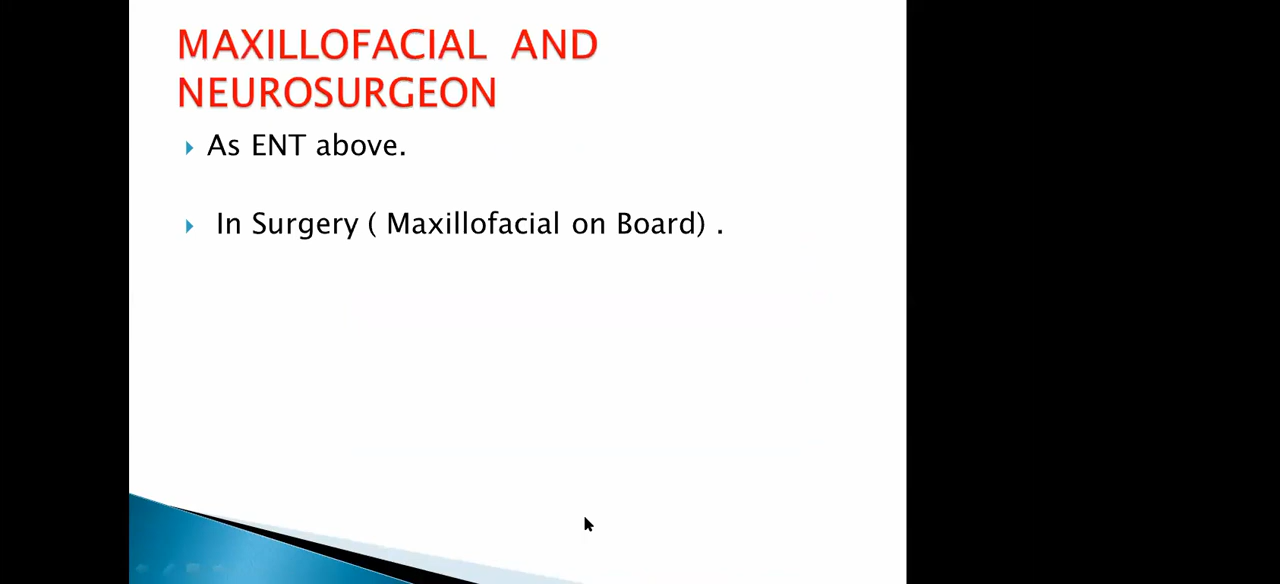 MAXILLOFACIAL AND
NEUROSURGEON
As ENT above.
In Surgery ( Maxillofacial on Board) .